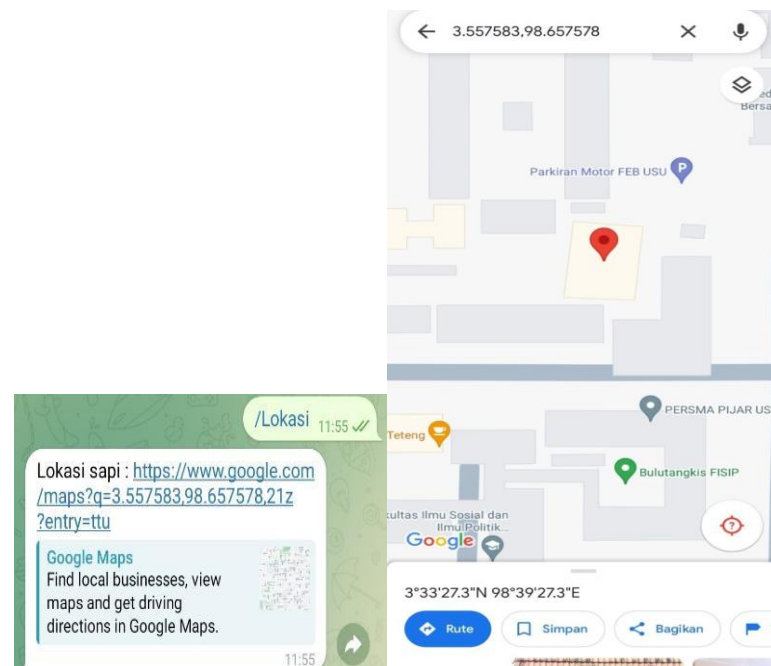 /Lokasi 11:55
Lokasi sapi : https://www.google.com
/maps?q=3.557583,98.657578,21z
?entry=ttu
Google Maps
Find local businesses, view
maps and get driving
directions in Google Maps.
11:55
3.557583,98.657578
Bersa
Parkiran Motor FEB USU
P
PERSMA PIJAR US
Teteng
Bulutangkis FISIP
ultas Ilmu Sosial dan
Ilmu Politik...
Google
3°33'27.3"N 98°39'27.3"E
Rute
Simpan
Bagikan